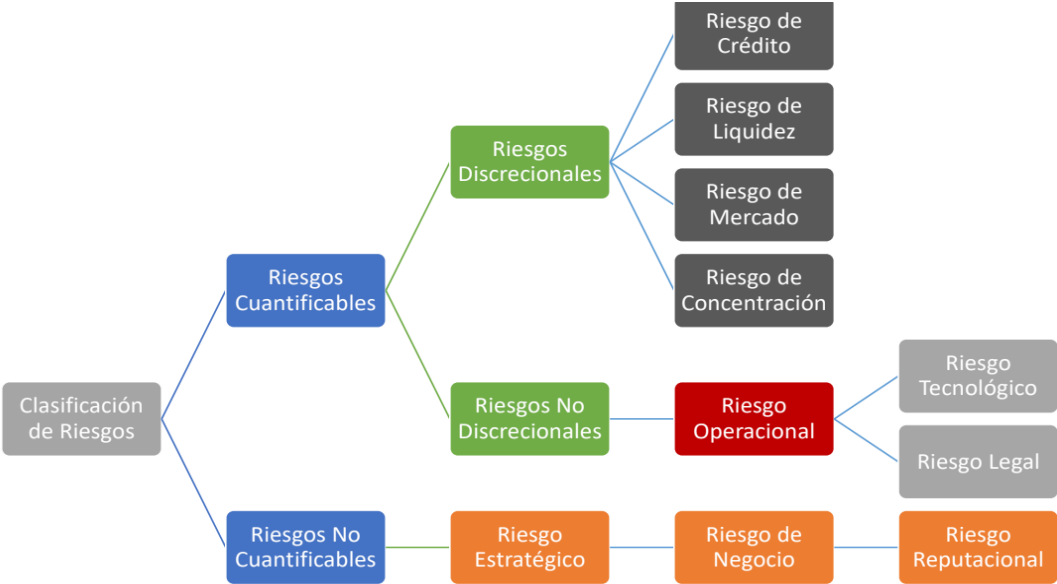 Riesgo de
Crédito
Riesgo de
Liquidez
Riesgos
Discrecionales
Riesgo de
Mercado
Riesgos
Cuantificables
Riesgo de
Concentración
Clasificación
de Riesgos
Riesgos No
Discrecionales
Riesgo
Operacional
Riesgo
Tecnológico
Riesgo Legal
Riesgos No
Cuantificables
Riesgo
Estratégico
Riesgo de
Negocio
Riesgo
Reputacional